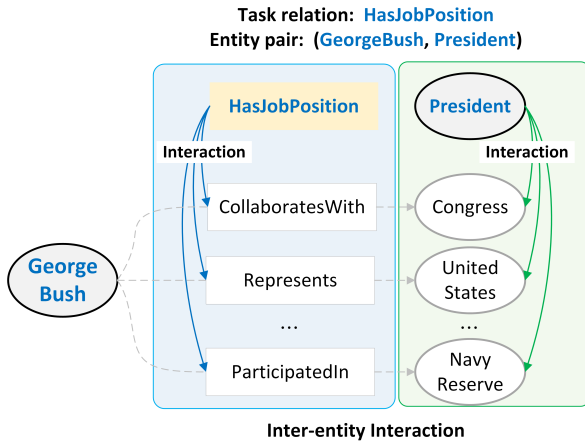 Task relation: HasJobPosition
Entity pair: (GeorgeBush, President)
HasJobPosition
President
Interaction
Interaction
CollaboratesWith
Congress
George
Bush
Represents
United
States
...
...
ParticipatedIn
Navy
Reserve
Inter-entity Interaction